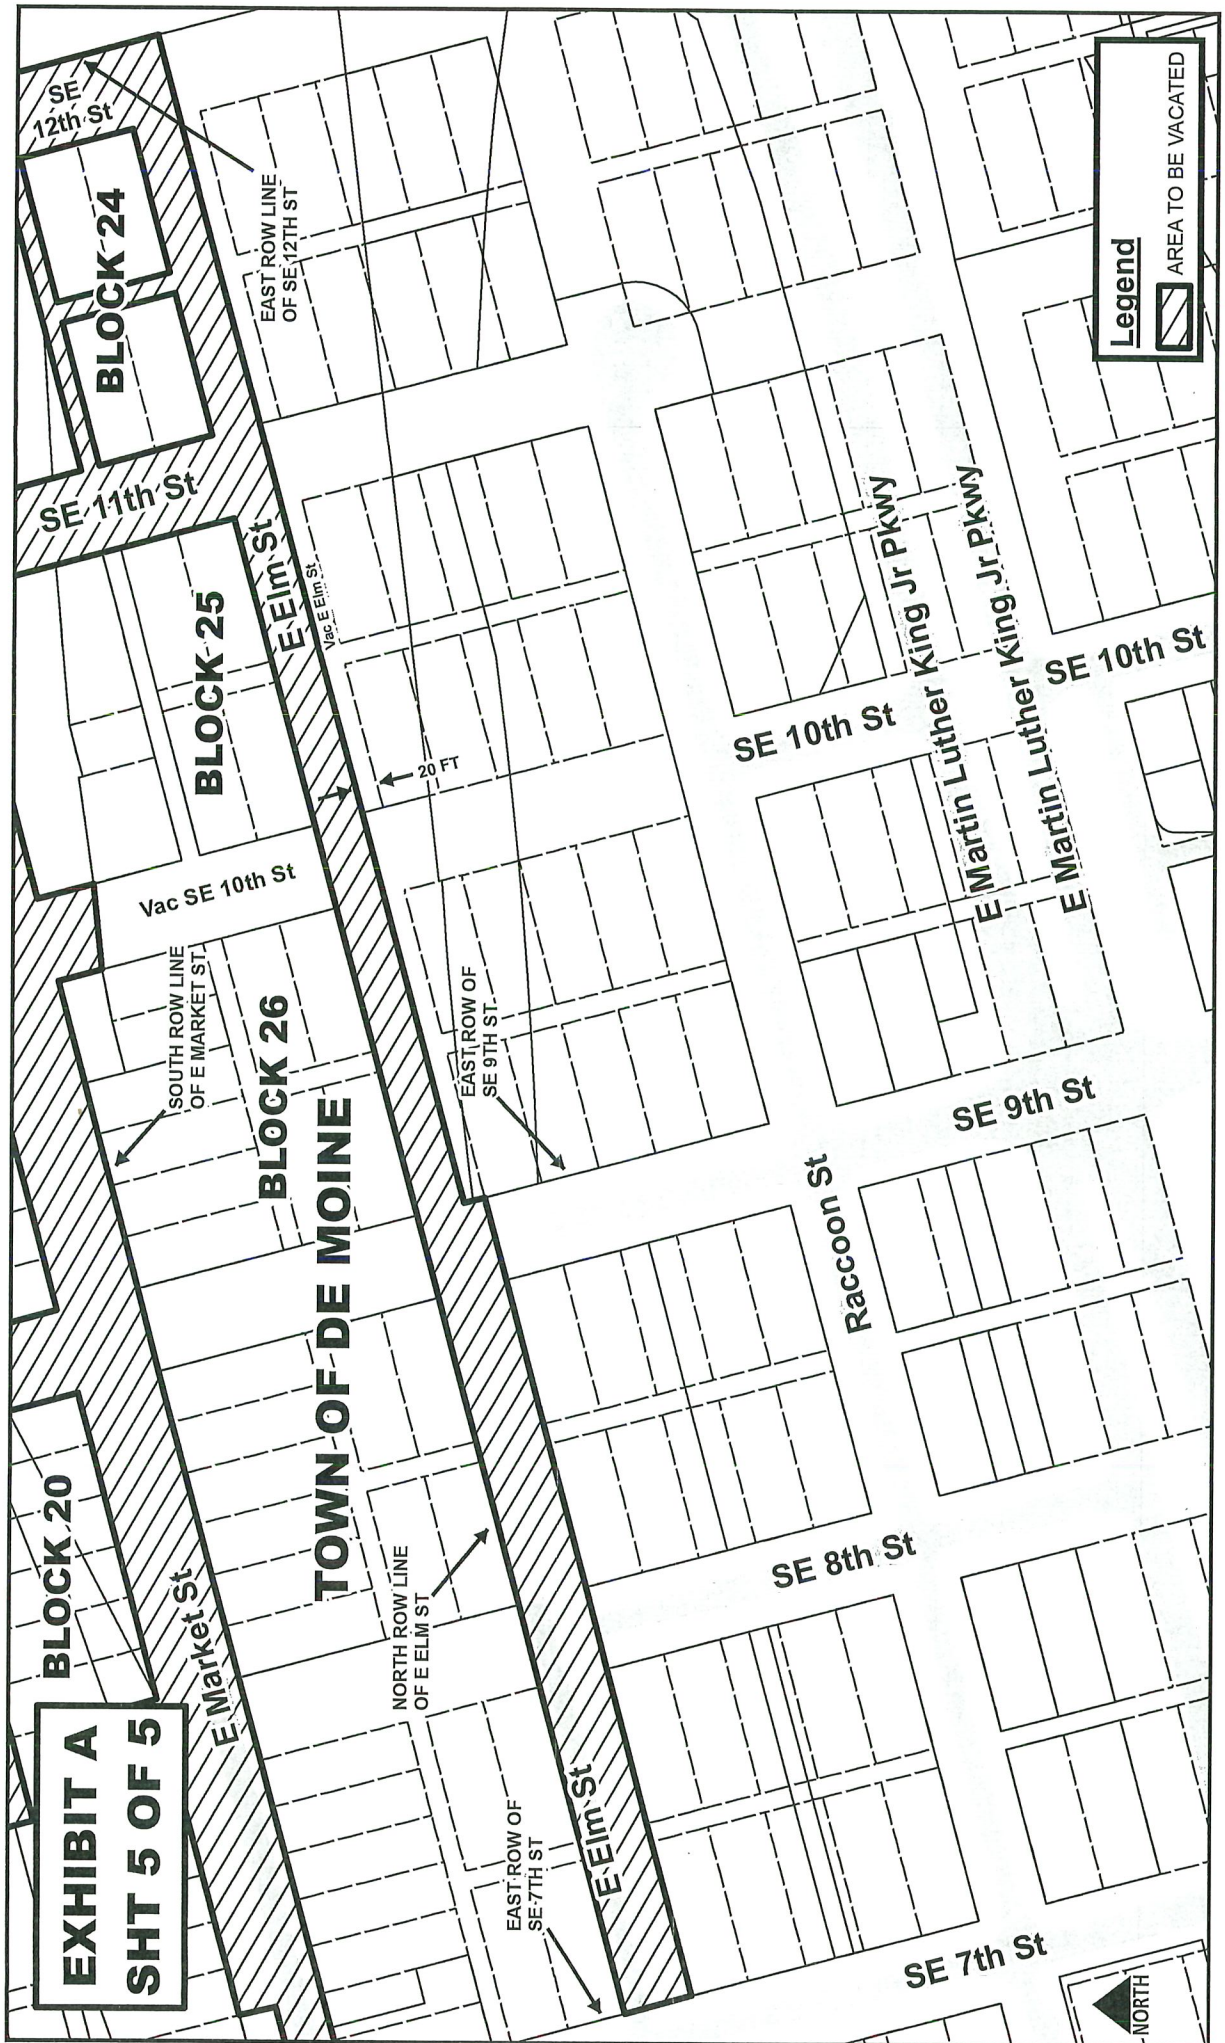 EXHIBIT A
SHT 5 OF 5
BLOCK 20
E Market St
SOUTH ROW LINE
OF E MARKET ST
Vac SE 10th St
BLOCK 25
SE 11th St
BLOCK 24
SE
12th St
EAST ROW LINE
OF SE 12TH ST
E Elm St
Vac E Elm St
20 FT
BLOCK 26
TOWN OF DE MOINE
NORTH ROW LINE
OF E ELM ST
EAST ROW OF
SE 9TH ST
EAST ROW OF
SE 7TH ST
E Elm St
SE 7th St
SE 8th St
Raccoon St
SE 9th St
SE 10th St
SE 10th St
E Martin Luther King Jr Pkwy
E Martin Luther King Jr Pkwy
NORTH
Legend
AREA TO BE VACATED